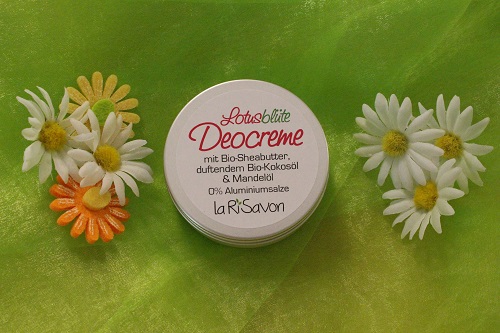 Lotusblüte
Deocreme
mit Bio-Sheabutter,
duftendem Bio-Kokosöl
& Mandelöl
0% Aluminiumsalze
la RiSavon